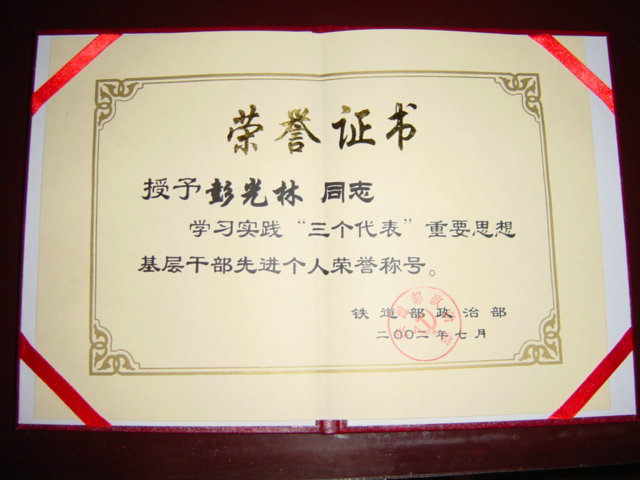 荣誉证书
授予彭光林 同志
学习实践“三个代表”重要思想
基层干部先进个人荣誉称号。
铁道部政治部
二〇〇二年七月